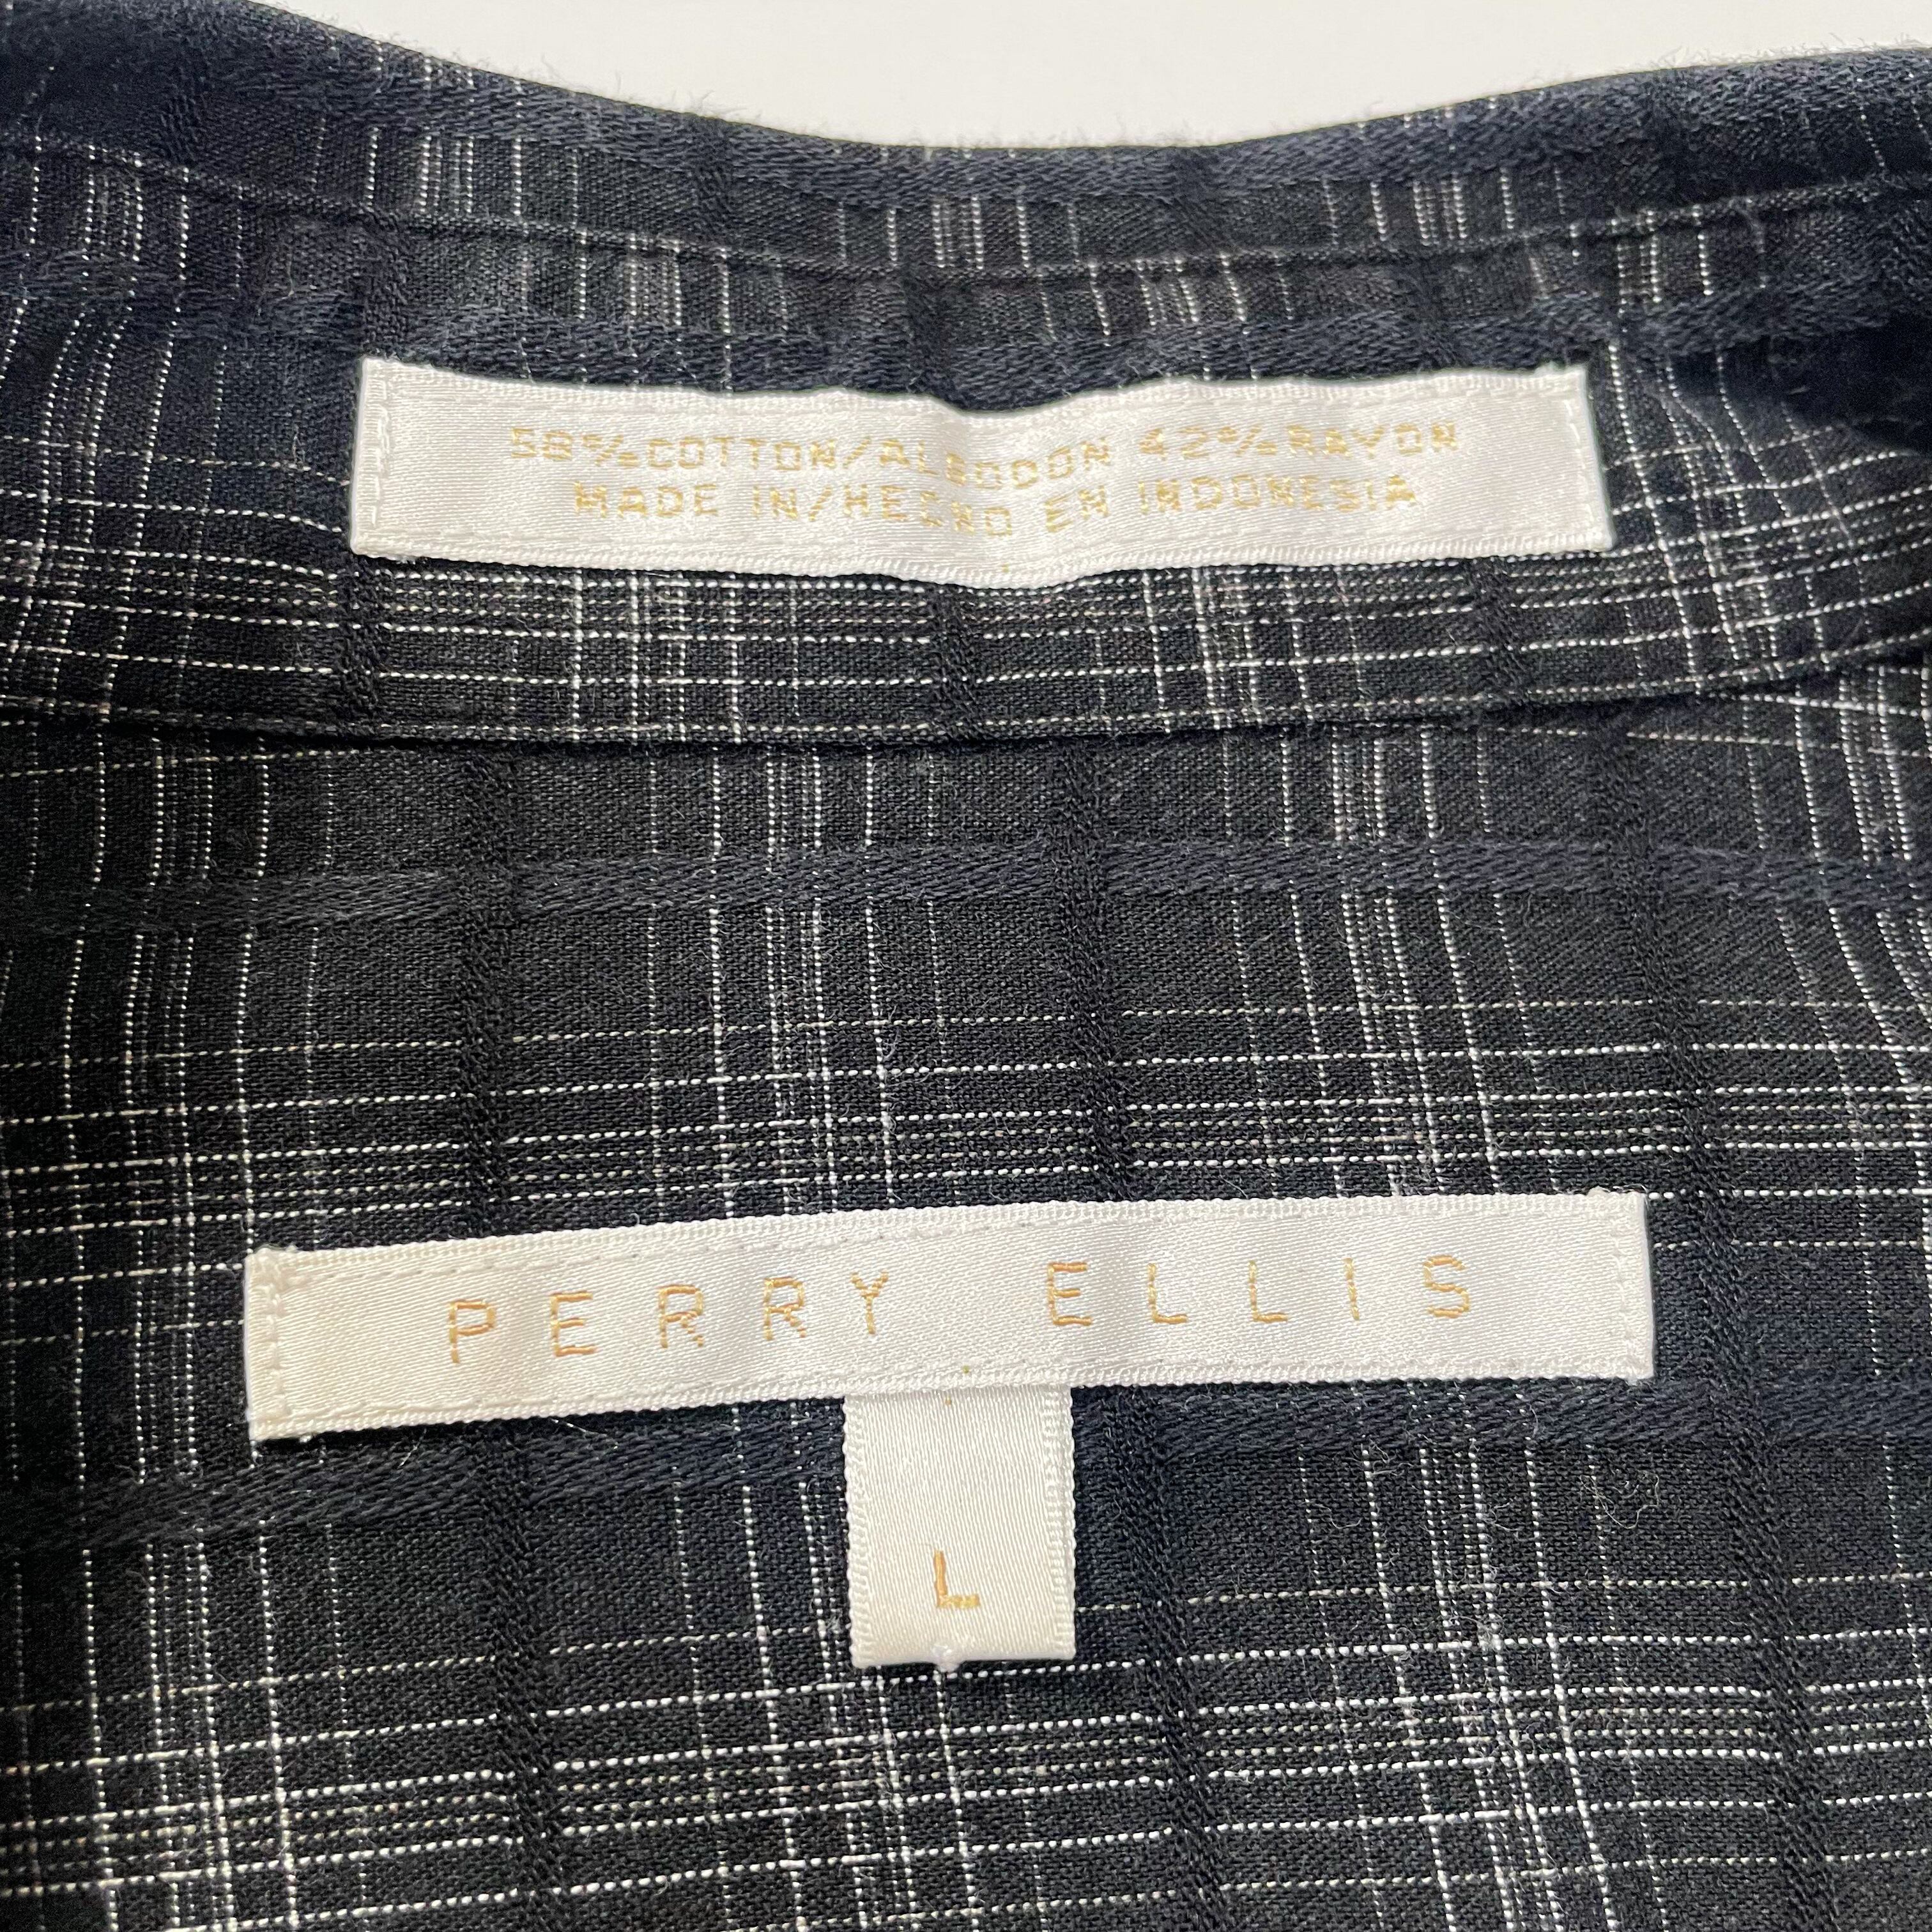 58% COTTON/ALGODON 42% RAYON
MADE IN/HECHO EN INDONESIA
PERRY ELLIS
L